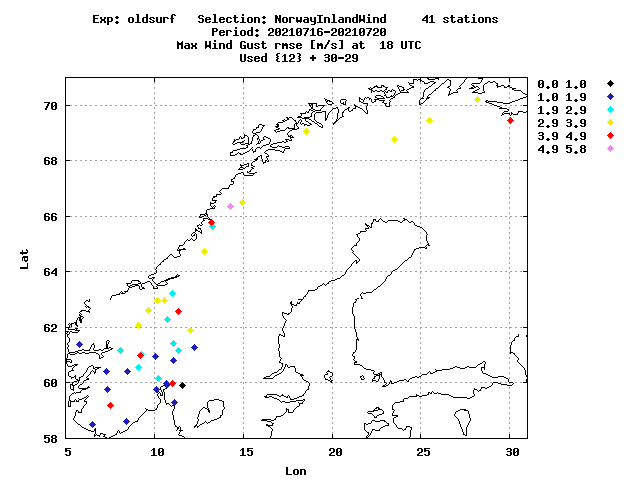 Exp: oldsurf   Selection: NorwayInlandWind     41 stations
Period: 20210716-20210720
Max Wind Gust rmse [m/s] at  18 UTC
Used {12} + 30-29
0.0 1.0
1.0 1.9
1.9 2.9
2.9 3.9
3.9 4.9
4.9 5.8
70
68
66
64
62
60
58
Lat
5 10 15 20 25 30
Lon